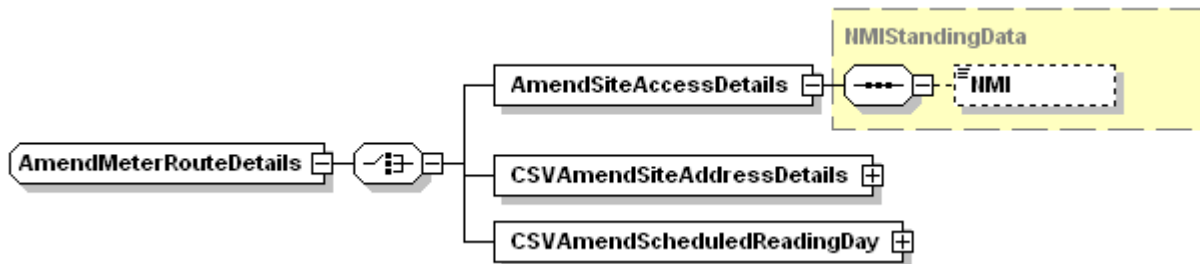 NMIStandingData
AmendSiteAccessDetails
NMI
AmendMeterRouteDetails
CSVAmendSiteAddressDetails
CSVAmendScheduledReadingDay